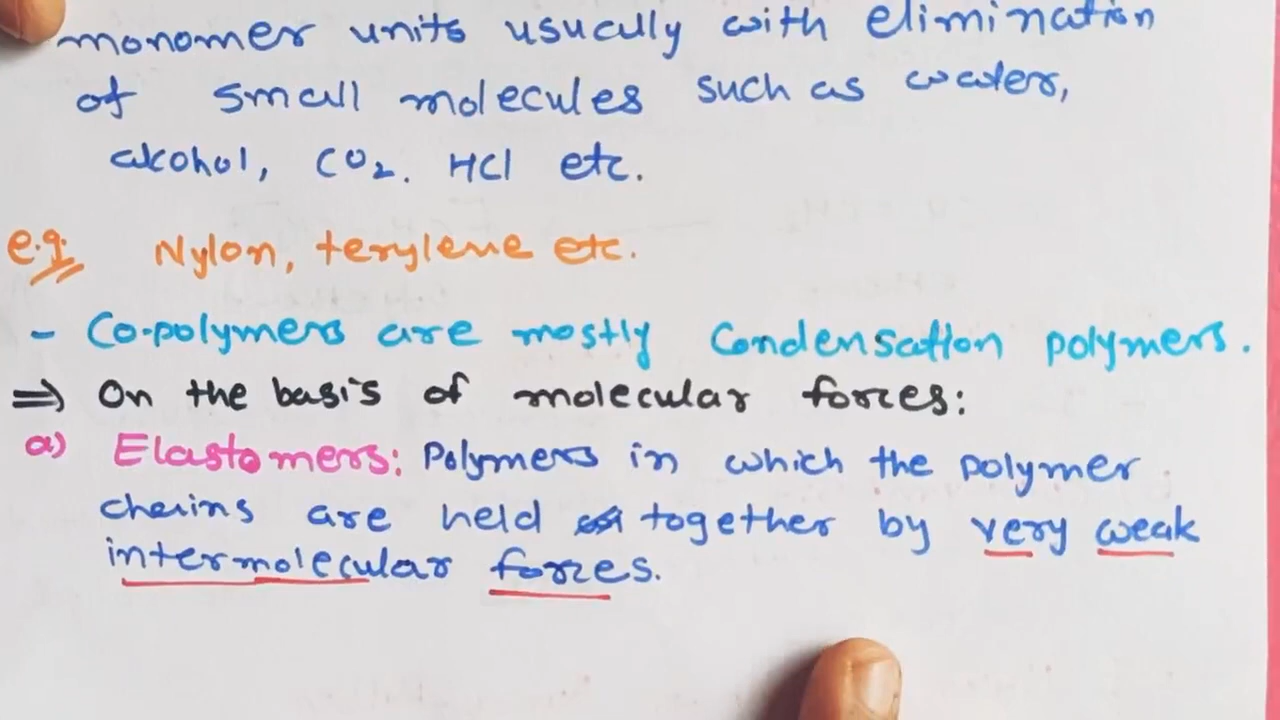 monomer units usually with elimination
of small molecules such as water,
alcohol, CO2. HCl etc.
e.g. Nylon, terylene etc.
- Co-polymers are mostly Condensation polymers.
⇒ On the basis of molecular forces:
a) Elastomers: Polymers in which the polymer
chains are held together by very weak
intermolecular forces.